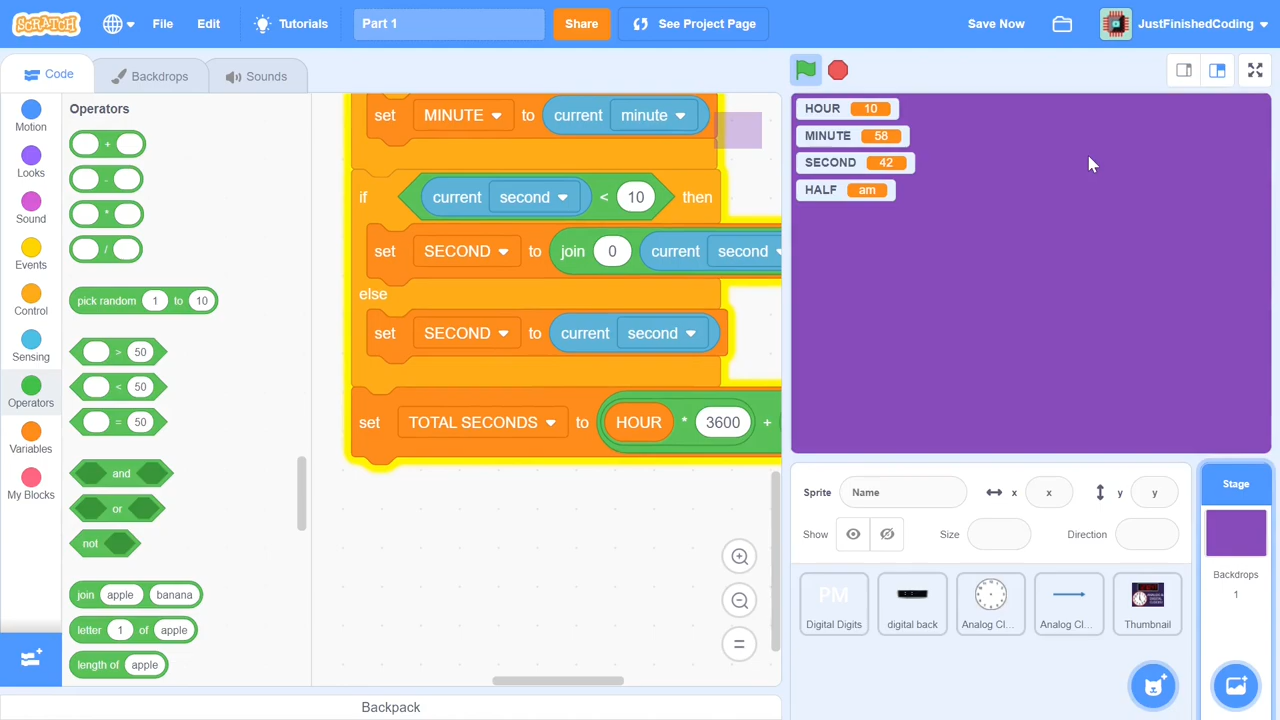 SCRATCH File Edit Tutorials Part 1 Share See Project Page Save Now JustFinishedCoding
Code Backdrops Sounds
Motion
Looks
Sound
Events
Control
Sensing
Operators
Variables
My Blocks
Operators
+
-
*
/
pick random 1 to 10
> 50
< 50
= 50
and
or
not
join apple banana
letter 1 of apple
length of apple
set MINUTE to current minute
if current second < 10 then
set SECOND to join 0 current second
else
set SECOND to current second
set TOTAL SECONDS to HOUR * 3600 +
Backpack
HOUR 10
MINUTE 58
SECOND 42
HALF am
Sprite Name x x y y
Show Size Direction
PM
Digital Digits
digital back
Analog Cl...
Analog Cl...
Thumbnail
Stage
Backdrops
1